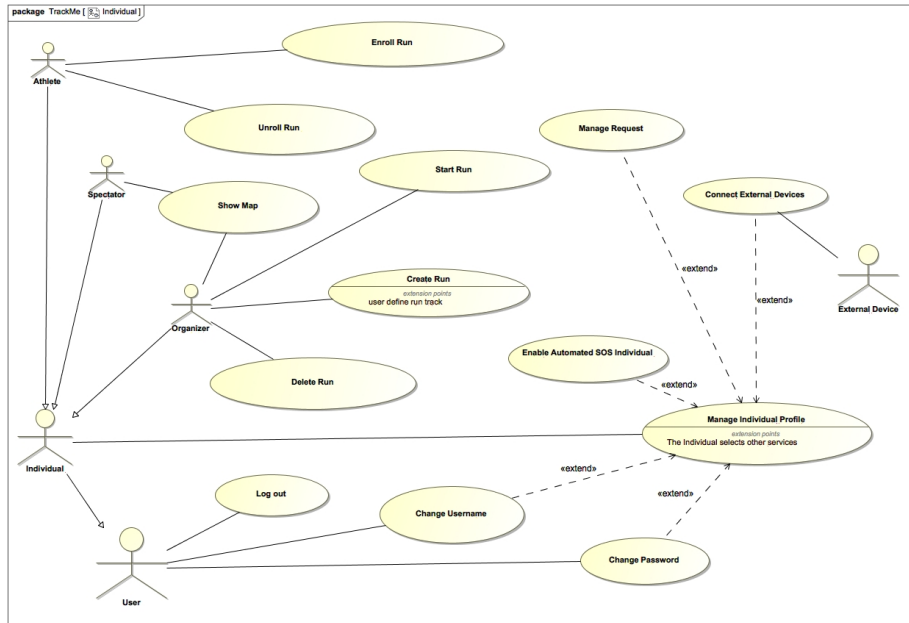 package TrackMe [ Individual ]
Enroll Run
Athlete
Unroll Run
Manage Request
Start Run
Spectator
Connect External Devices
Show Map
«extend»
Create Run
extension points
user define run track
«extend»
External Device
Organizer
Enable Automated SOS Individual
Delete Run
«extend»
Manage Individual Profile
extension points
The Individual selects other services
Individual
«extend»
Log out
«extend»
Change Username
Change Password
User